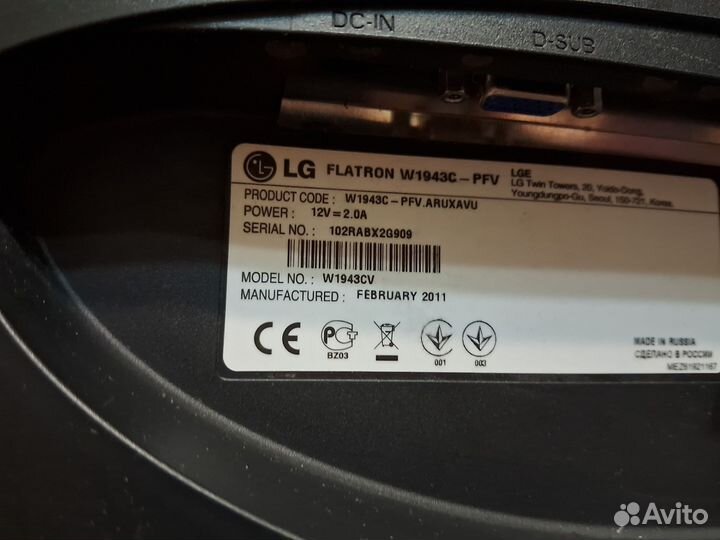 DC-IN
D-SUB
LG FLATRON W1943C-PFV
LGE
LG Twin Towers, 20, Yoido-Dong,
Youngdungpo-Gu, Seoul, 150-721, Korea.
PRODUCT CODE : W1943C-PFV.ARUXAVU
POWER : 12V=2.0A
SERIAL NO. : 102RABX2G909
MODEL NO. : W1943CV
MANUFACTURED : FEBRUARY 2011
CE
РСТ
BZ03
001
003
MADE IN RUSSIA
СДЕЛАНО В РОССИИ
MEZ61921167
Avito